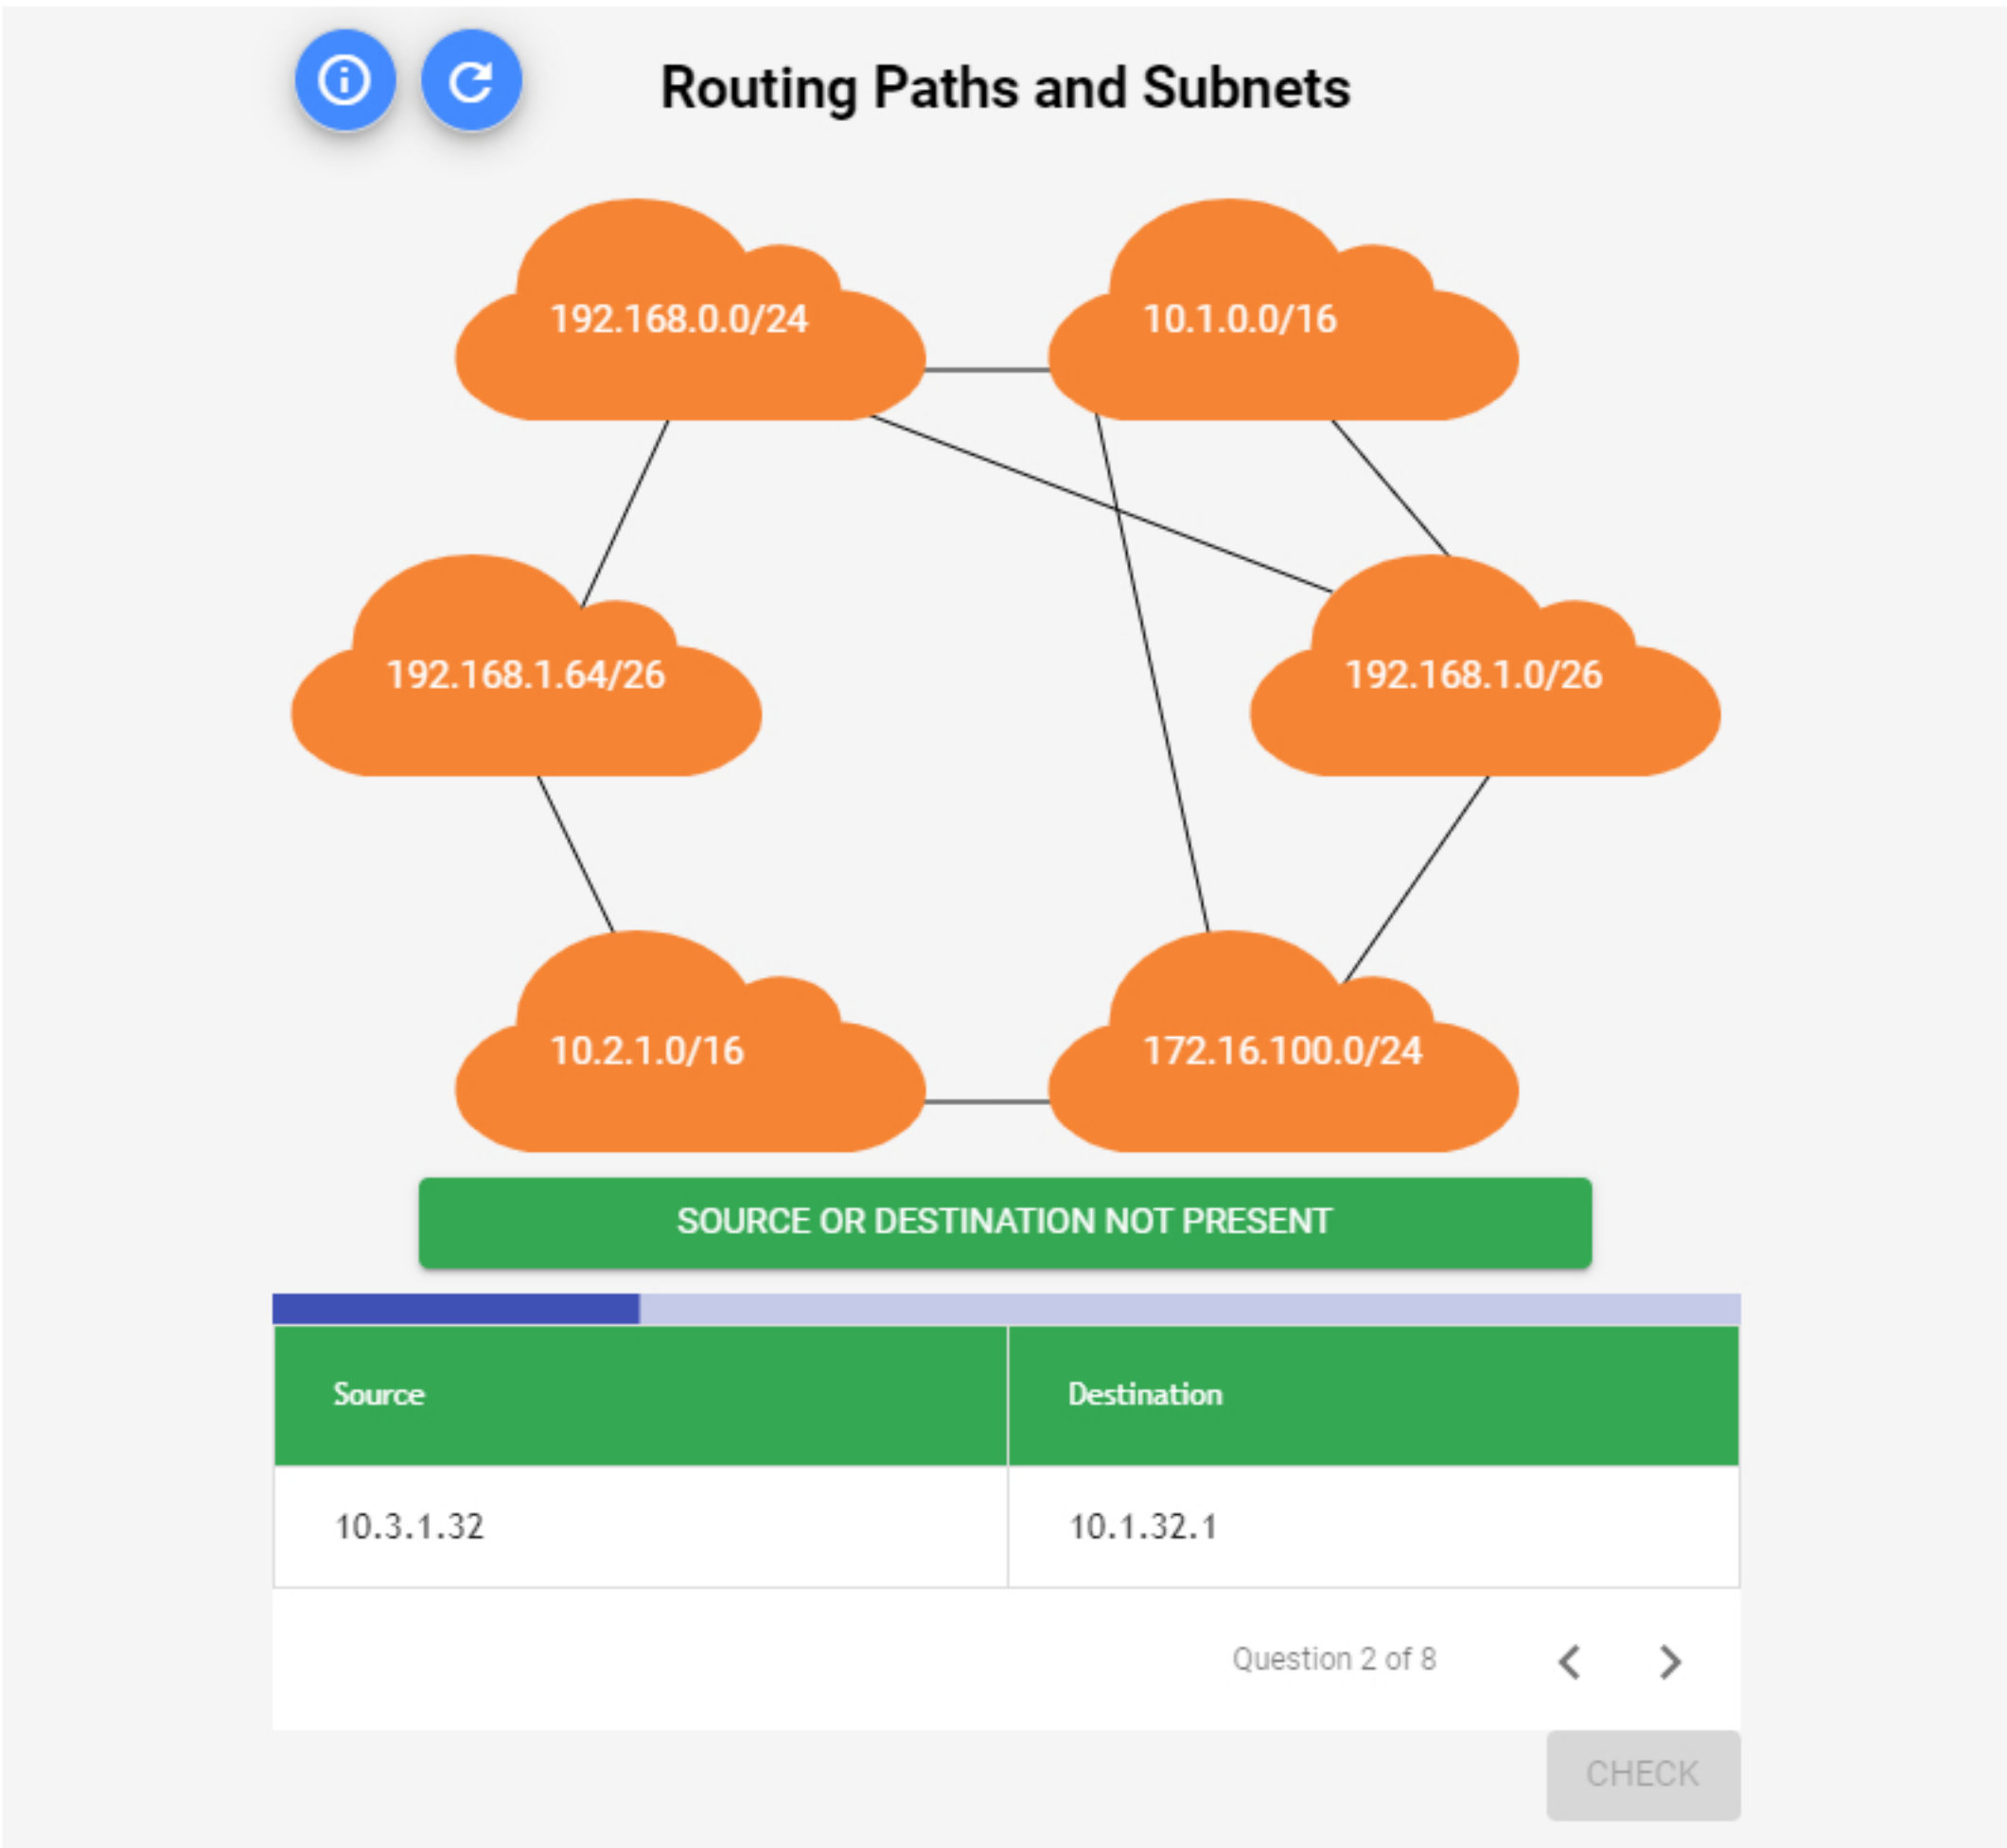 Routing Paths and Subnets
192.168.0.0/24
10.1.0.0/16
192.168.1.64/26
192.168.1.0/26
10.2.1.0/16
172.16.100.0/24
SOURCE OR DESTINATION NOT PRESENT
Source
Destination
10.3.1.32
10.1.32.1
Question 2 of 8
CHECK